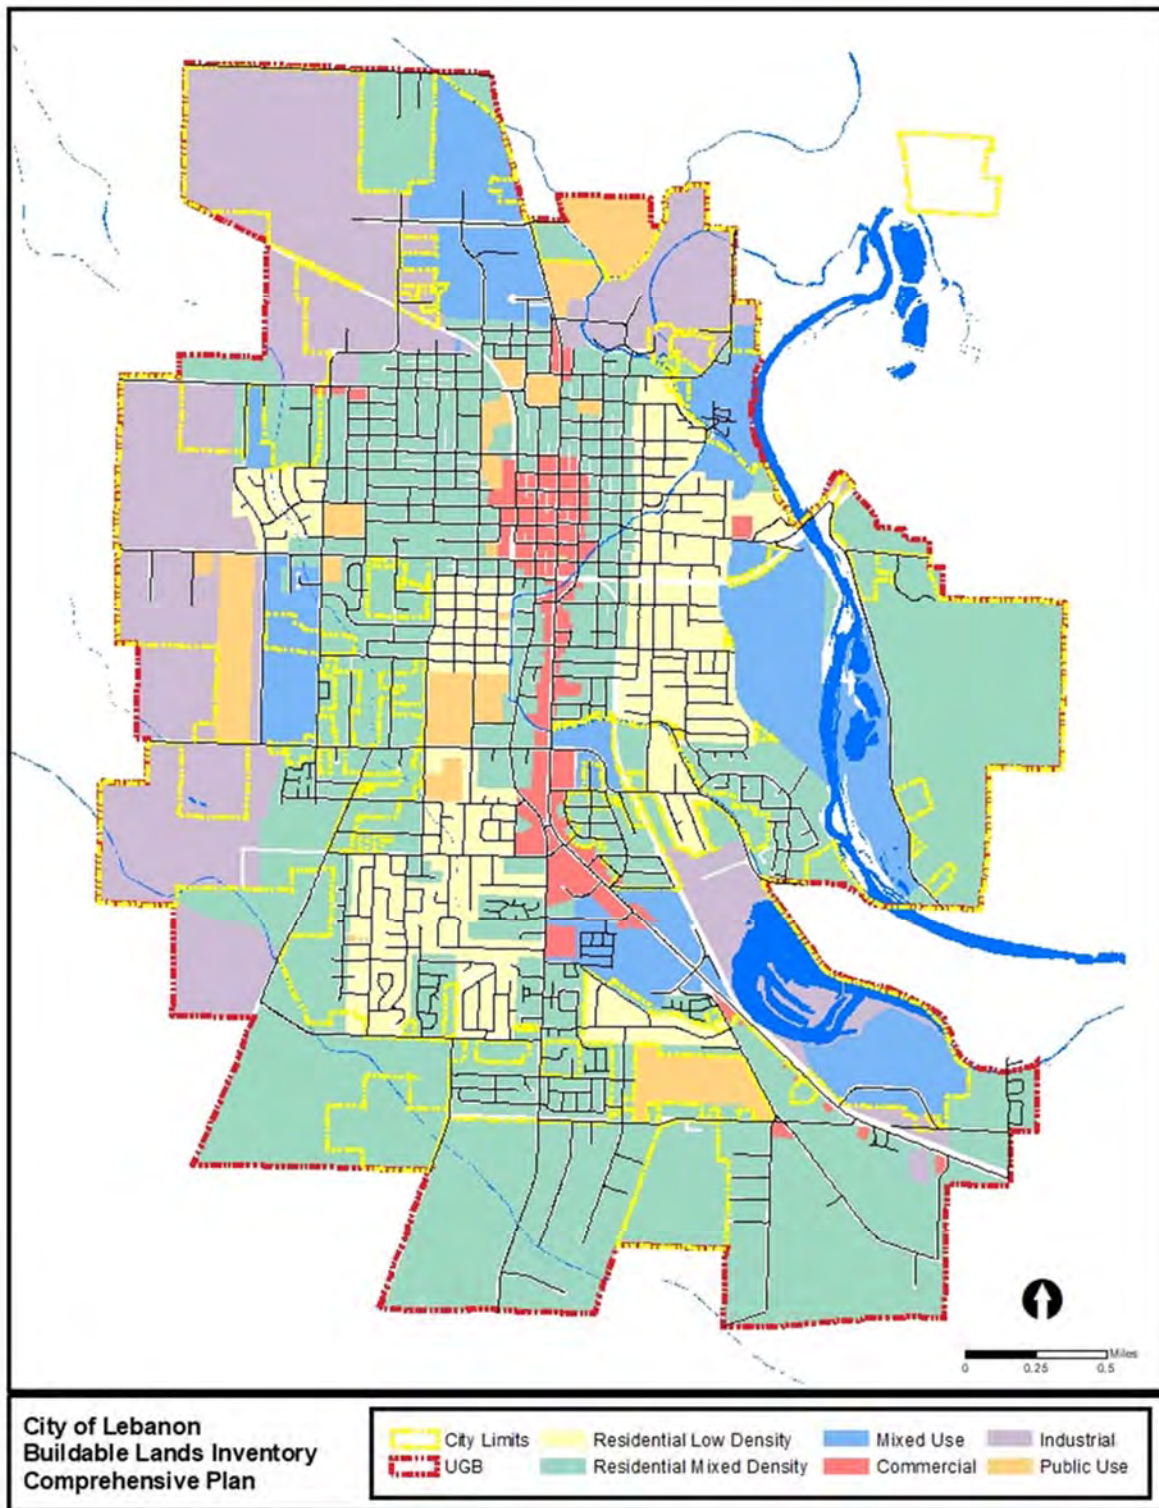 Miles
0 0.25 0.5
City of Lebanon
Buildable Lands Inventory
Comprehensive Plan
City Limits Residential Low Density Mixed Use Industrial
UGB Residential Mixed Density Commercial Public Use